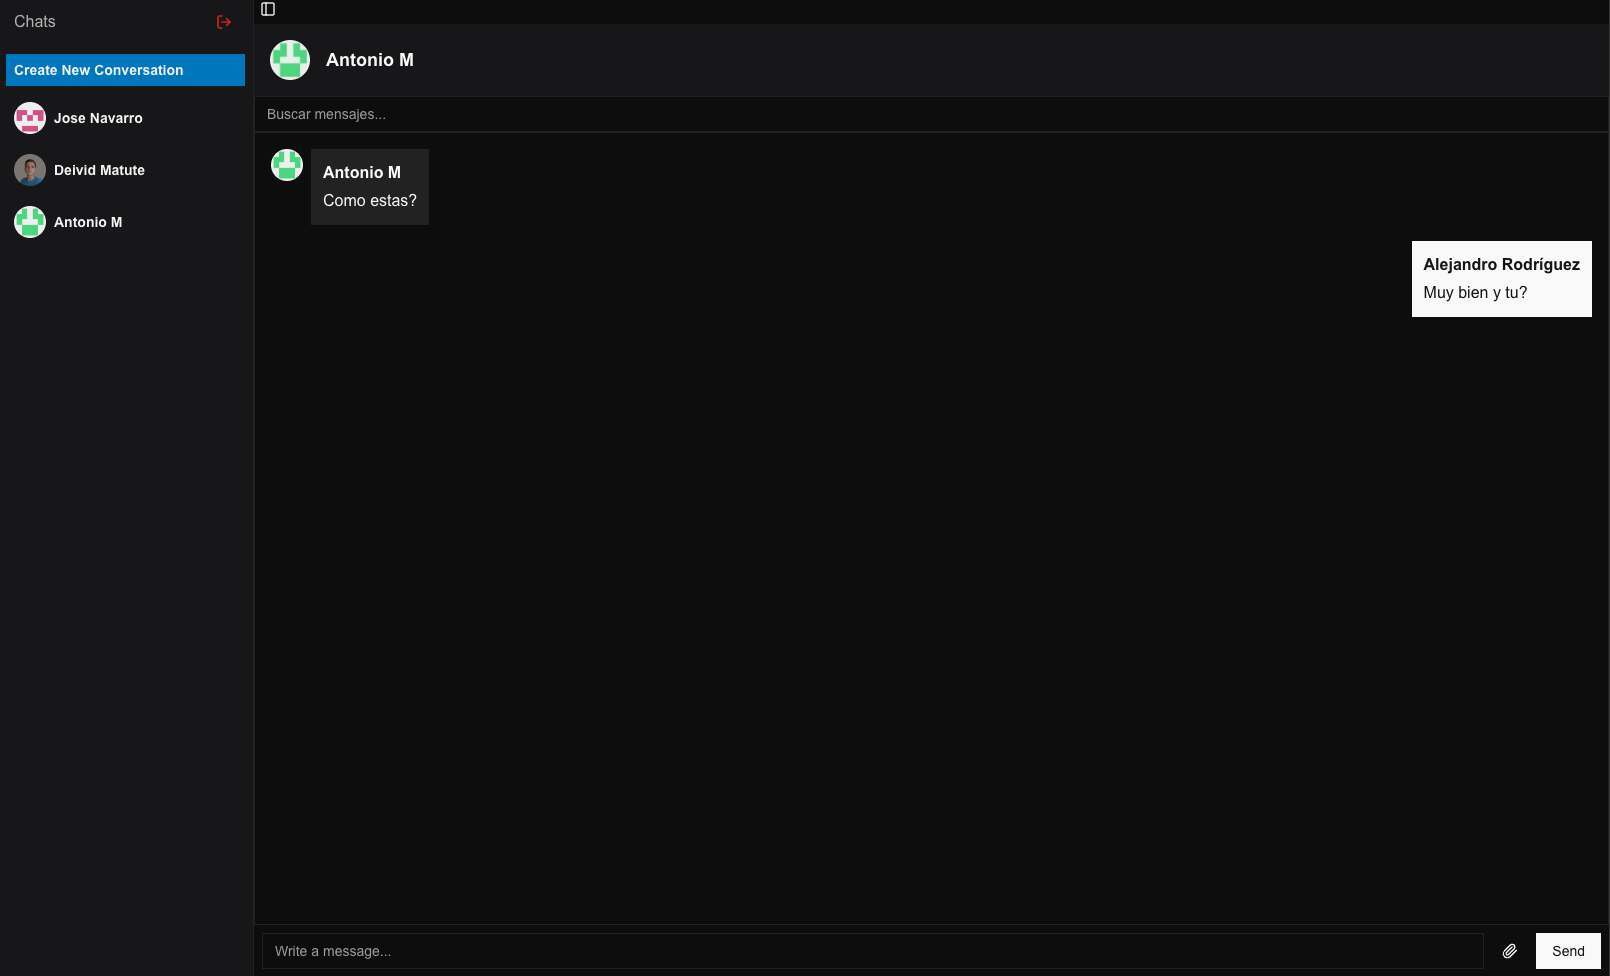 Chats
Create New Conversation
Jose Navarro
Deivid Matute
Antonio M
Antonio M
Buscar mensajes...
Antonio M
Como estas?
Alejandro Rodríguez
Muy bien y tu?
Write a message...
Send